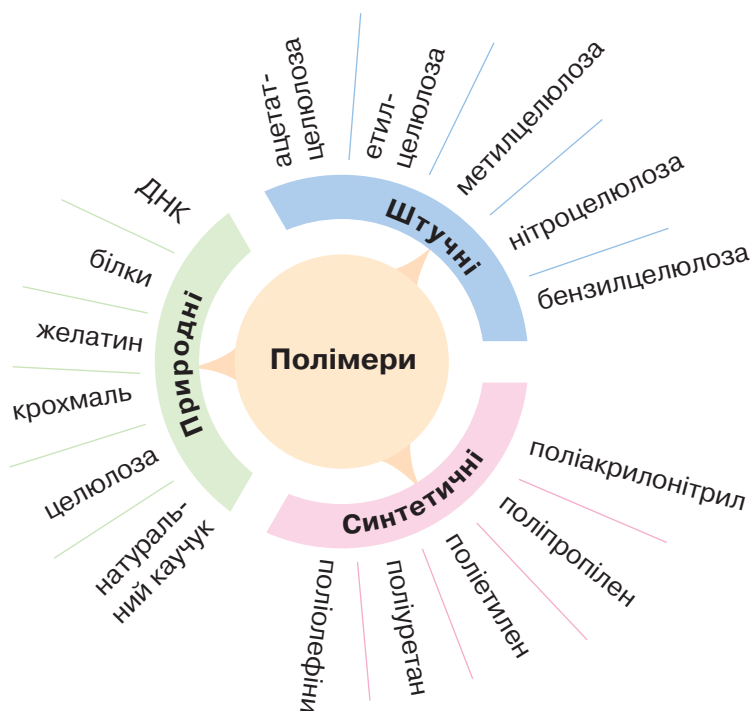 Полімери
Штучні
ацетат-
целюлоза
етил-
целюлоза
метилцелюлоза
нітроцелюлоза
бензилцелюлоза
Синтетичні
поліакрилонітрил
поліпропілен
поліетилен
поліуретан
поліолефіни
Природні
ДНК
білки
желатин
крохмаль
целюлоза
натураль-
ний каучук